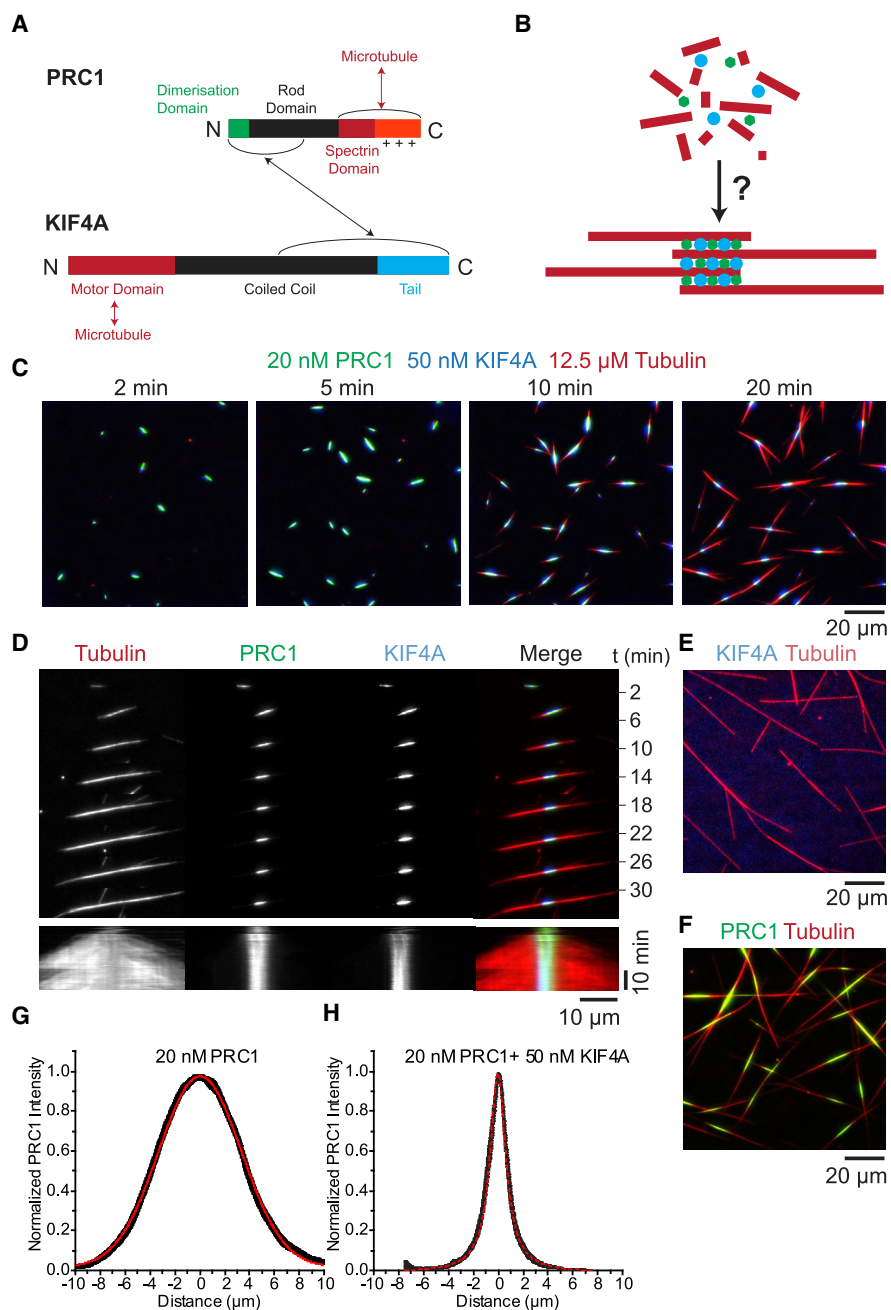 A
PRC1
Microtubule
Dimerisation
Domain
Rod
Domain
N
C
+ + +
Spectrin
Domain
KIF4A
N
C
Motor Domain
Coiled Coil
Tail
Microtubule
B
?
C
20 nM PRC1 50 nM KIF4A 12.5 µM Tubulin
2 min
5 min
10 min
20 min
20 µm
D
Tubulin
PRC1
KIF4A
Merge
t (min)
2
6
10
14
18
22
26
30
10 min
10 µm
E
KIF4A Tubulin
20 µm
F
PRC1 Tubulin
20 µm
G
20 nM PRC1
Normalized PRC1 Intensity
1.0
0.8
0.6
0.4
0.2
0.0
-10 -8 -6 -4 -2 0 2 4 6 8 10
Distance (µm)
H
20 nM PRC1+ 50 nM KIF4A
Normalized PRC1 Intensity
1.0
0.8
0.6
0.4
0.2
0.0
-10 -8 -6 -4 -2 0 2 4 6 8 10
Distance (µm)